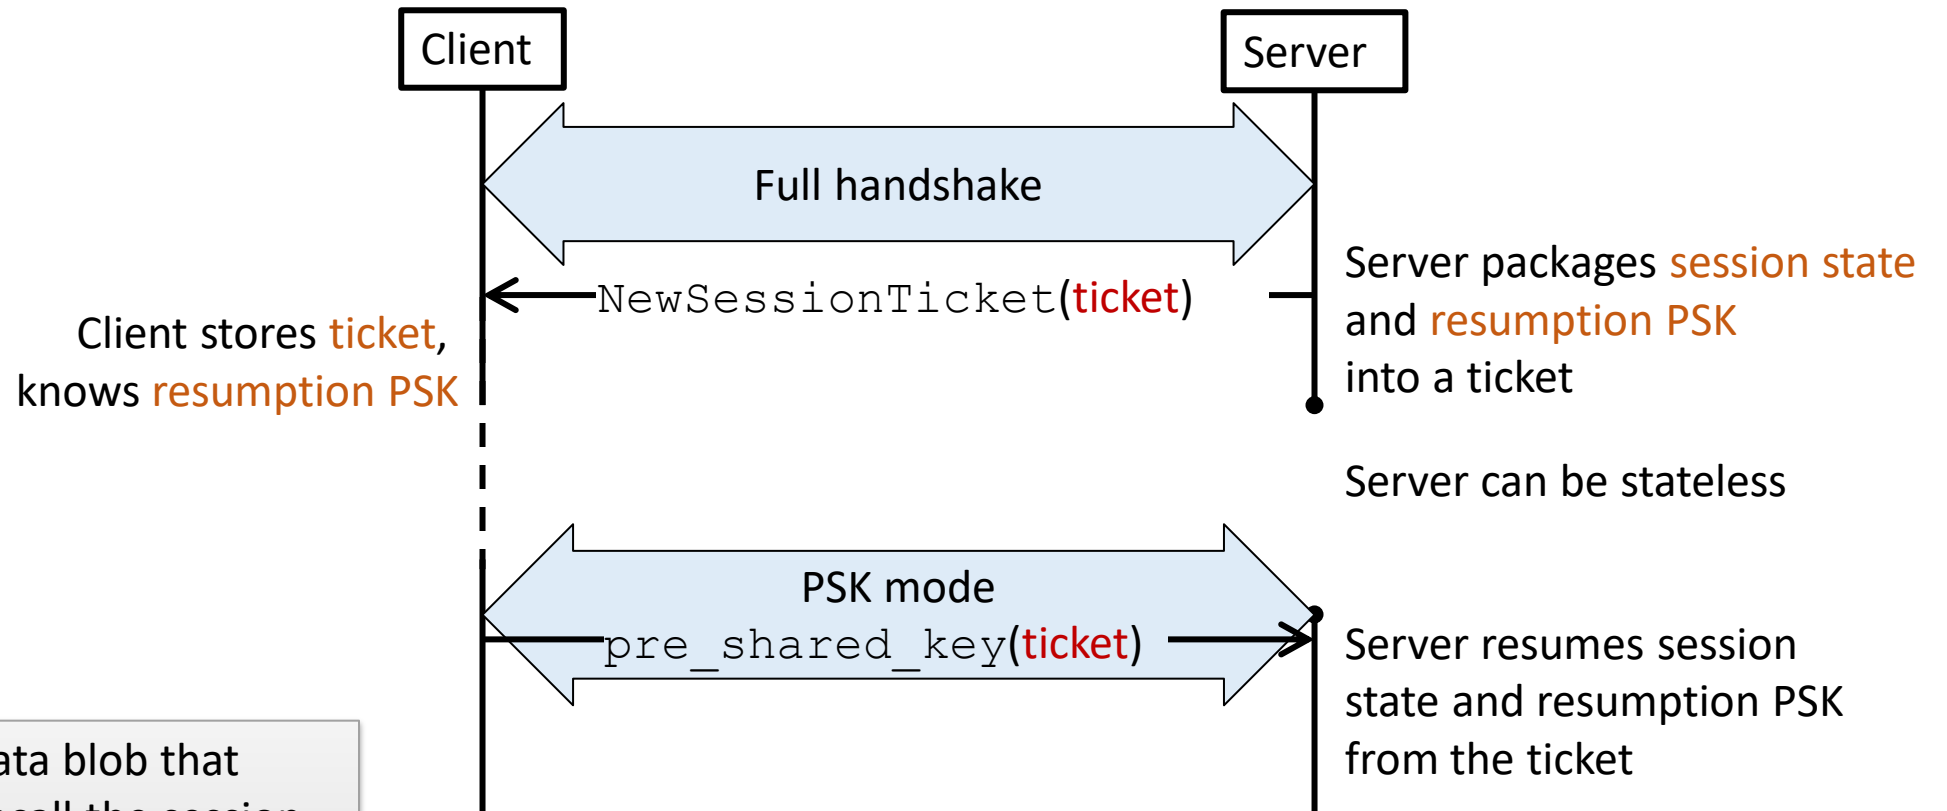 Client
Server
Full handshake
NewSessionTicket(ticket)
Server packages session state
and resumption PSK
into a ticket
Client stores ticket,
knows resumption PSK
Server can be stateless
PSK mode
pre_shared_key(ticket)
Server resumes session
state and resumption PSK
from the ticket
blob that
the session